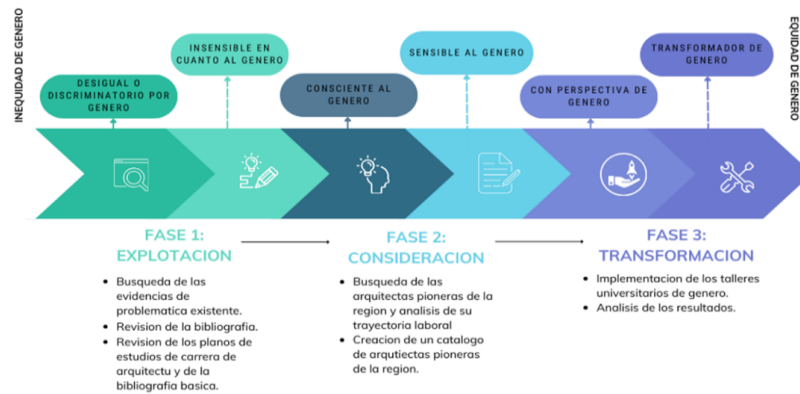 INEQUIDAD DE GENERO
DESIGUAL O
DISCRIMINATORIO POR
GENERO
INSENSIBLE EN
CUANTO AL GENERO
CONSCIENTE AL
GENERO
SENSIBLE AL GENERO
CON PERSPECTIVA DE
GENERO
TRANSFORMADOR DE
GENERO
EQUIDAD DE GENERO
FASE 1:
EXPLOTACION
• Busqueda de las
evidencias de
problematica existente.
• Revision de la bibliografia.
• Revision de los planos de
estudios de carrera de
arquitectu y de la
bibliografia basica.
FASE 2:
CONSIDERACION
• Busqueda de las
arquitectas pioneras de la
region y analisis de su
trayectoria laboral
• Creacion de un catalogo
de arqutiectas pioneras
de la region.
FASE 3:
TRANSFORMACION
• Implementacion de los talleres
universitarios de genero.
• Analisis de los resultados.